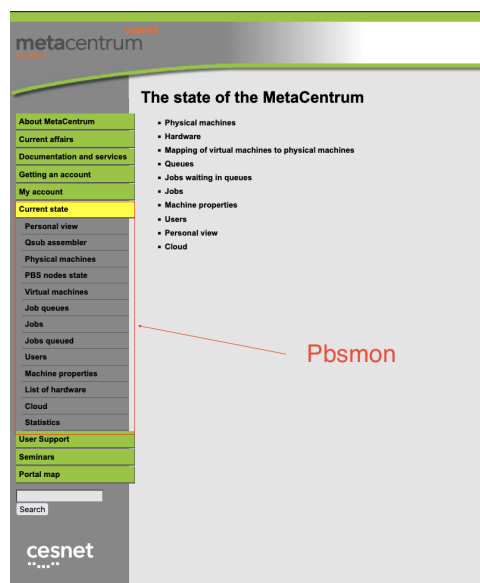 cesnet
metacentrum
The state of the MetaCentrum
About MetaCentrum
Current affairs
Documentation and services
Getting an account
My account
Current state
Personal view
Qsub assembler
Physical machines
PBS nodes state
Virtual machines
Job queues
Jobs
Jobs queued
Users
Machine properties
List of hardware
Cloud
Statistics
User Support
Seminars
Portal map
Search
cesnet
Physical machines
Hardware
Mapping of virtual machines to physical machines
Queues
Jobs waiting in queues
Jobs
Machine properties
Users
Personal view
Cloud
Pbsmon